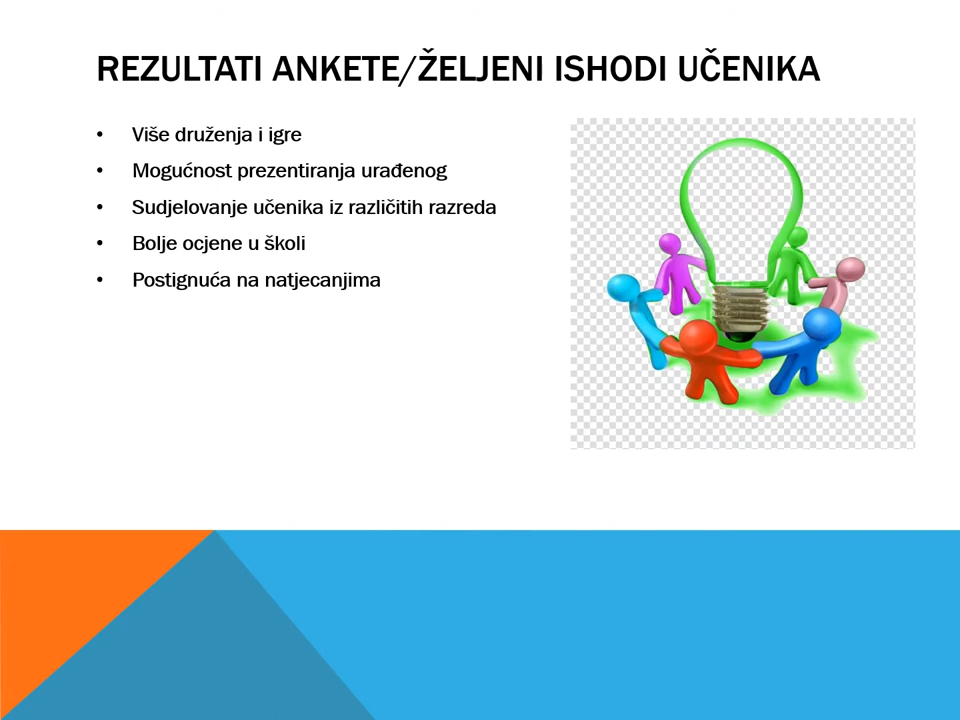 REZULTATI ANKETE/ŽELJENI ISHODI UČENIKA
• Više druženja i igre
• Mogućnost prezentiranja urađenog
• Sudjelovanje učenika iz različitih razreda
• Bolje ocjene u školi
• Postignuća na natjecanjima